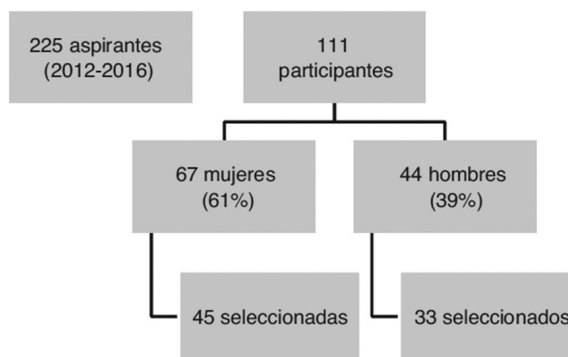 225 aspirantes
(2012-2016)
111
participantes
67 mujeres
(61%)
44 hombres
(39%)
45 seleccionadas
33 seleccionados